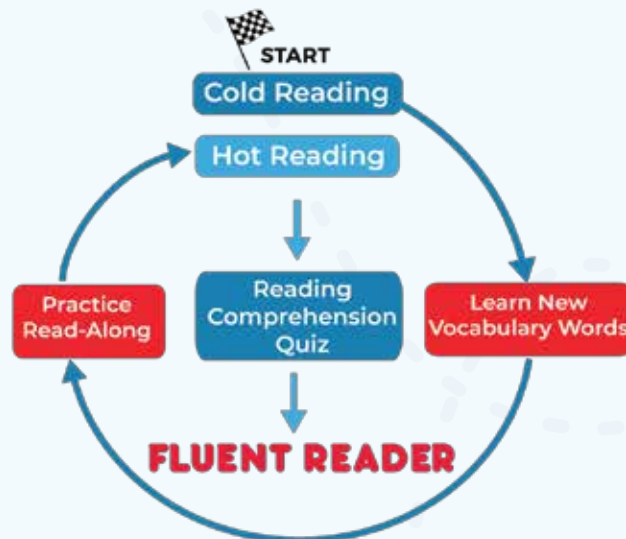 START
Cold Reading
Hot Reading
Practice
Read-Along
Reading
Comprehension
Quiz
Learn New
Vocabulary Words
FLUENT READER